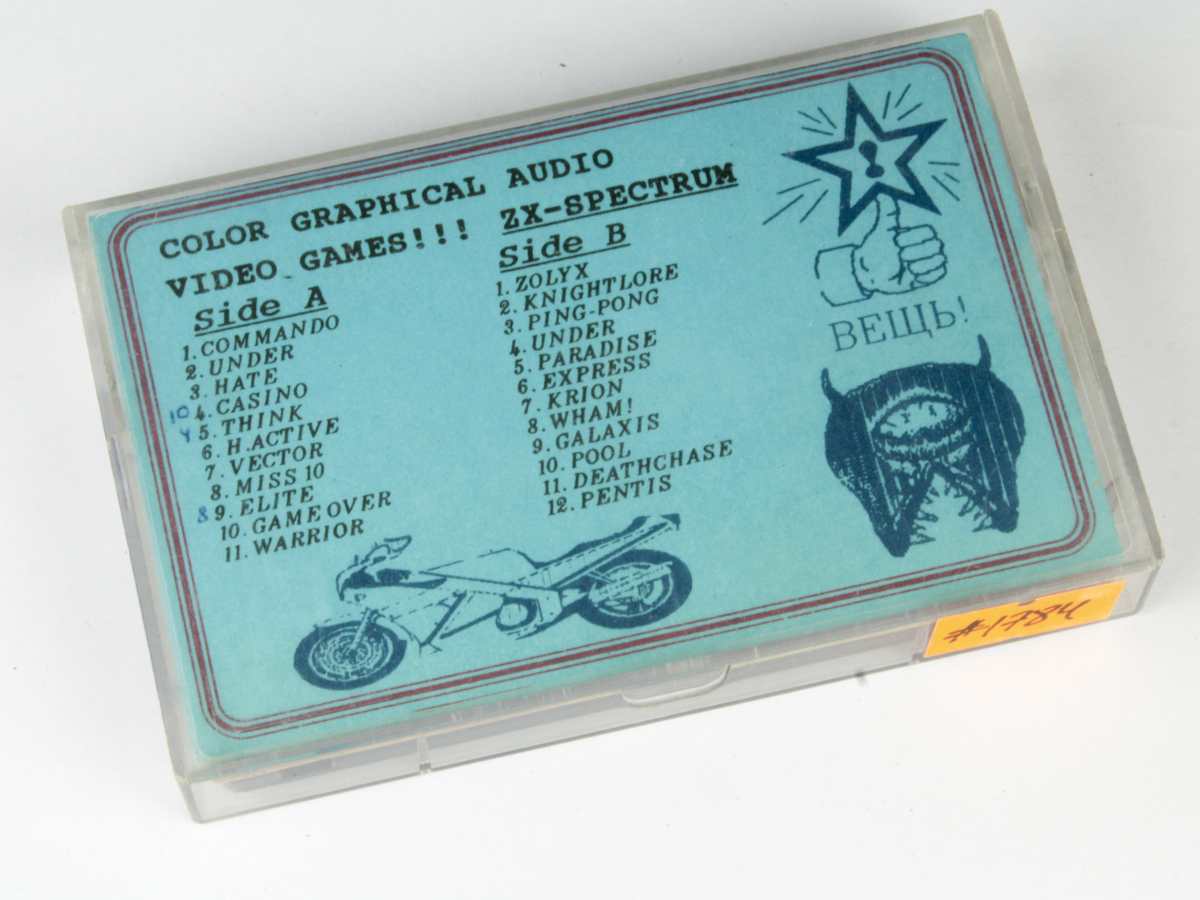 COLOR GRAPHICAL AUDIO
VIDEO GAMES!!! ZX-SPECTRUM
Side A
1. COMMANDO
2. UNDER
3. HATE
10 4. CASINO
4 5. THINK
6. H.ACTIVE
7. VECTOR
8. MISS 10
8 9. ELITE
10. GAME OVER
11. WARRIOR
Side B
1. ZOLYX
2. KNIGHTLORE
3. PING-PONG
4. UNDER
5. PARADISE
6. EXPRESS
7. KRION
8. WHAM!
9. GALAXIS
10. POOL
11. DEATHCHASE
12. PENTIS
!
ВЕЩЬ!
#1784